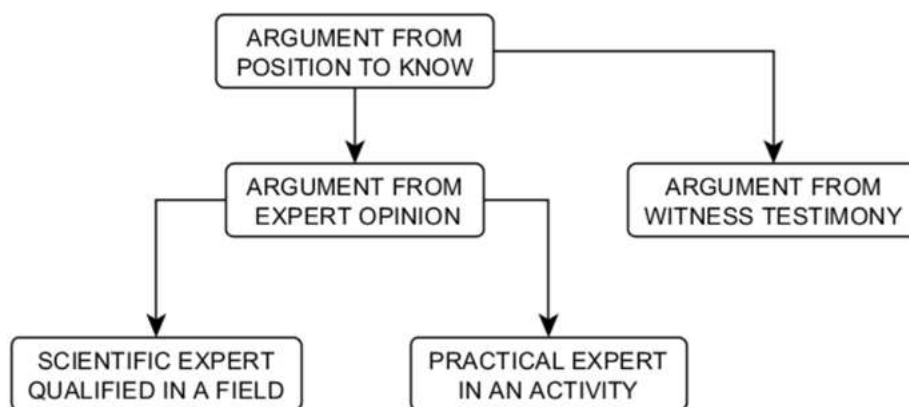 ARGUMENT FROM
POSITION TO KNOW
ARGUMENT FROM
EXPERT OPINION
ARGUMENT FROM
WITNESS TESTIMONY
SCIENTIFIC EXPERT
QUALIFIED IN A FIELD
PRACTICAL EXPERT
IN AN ACTIVITY